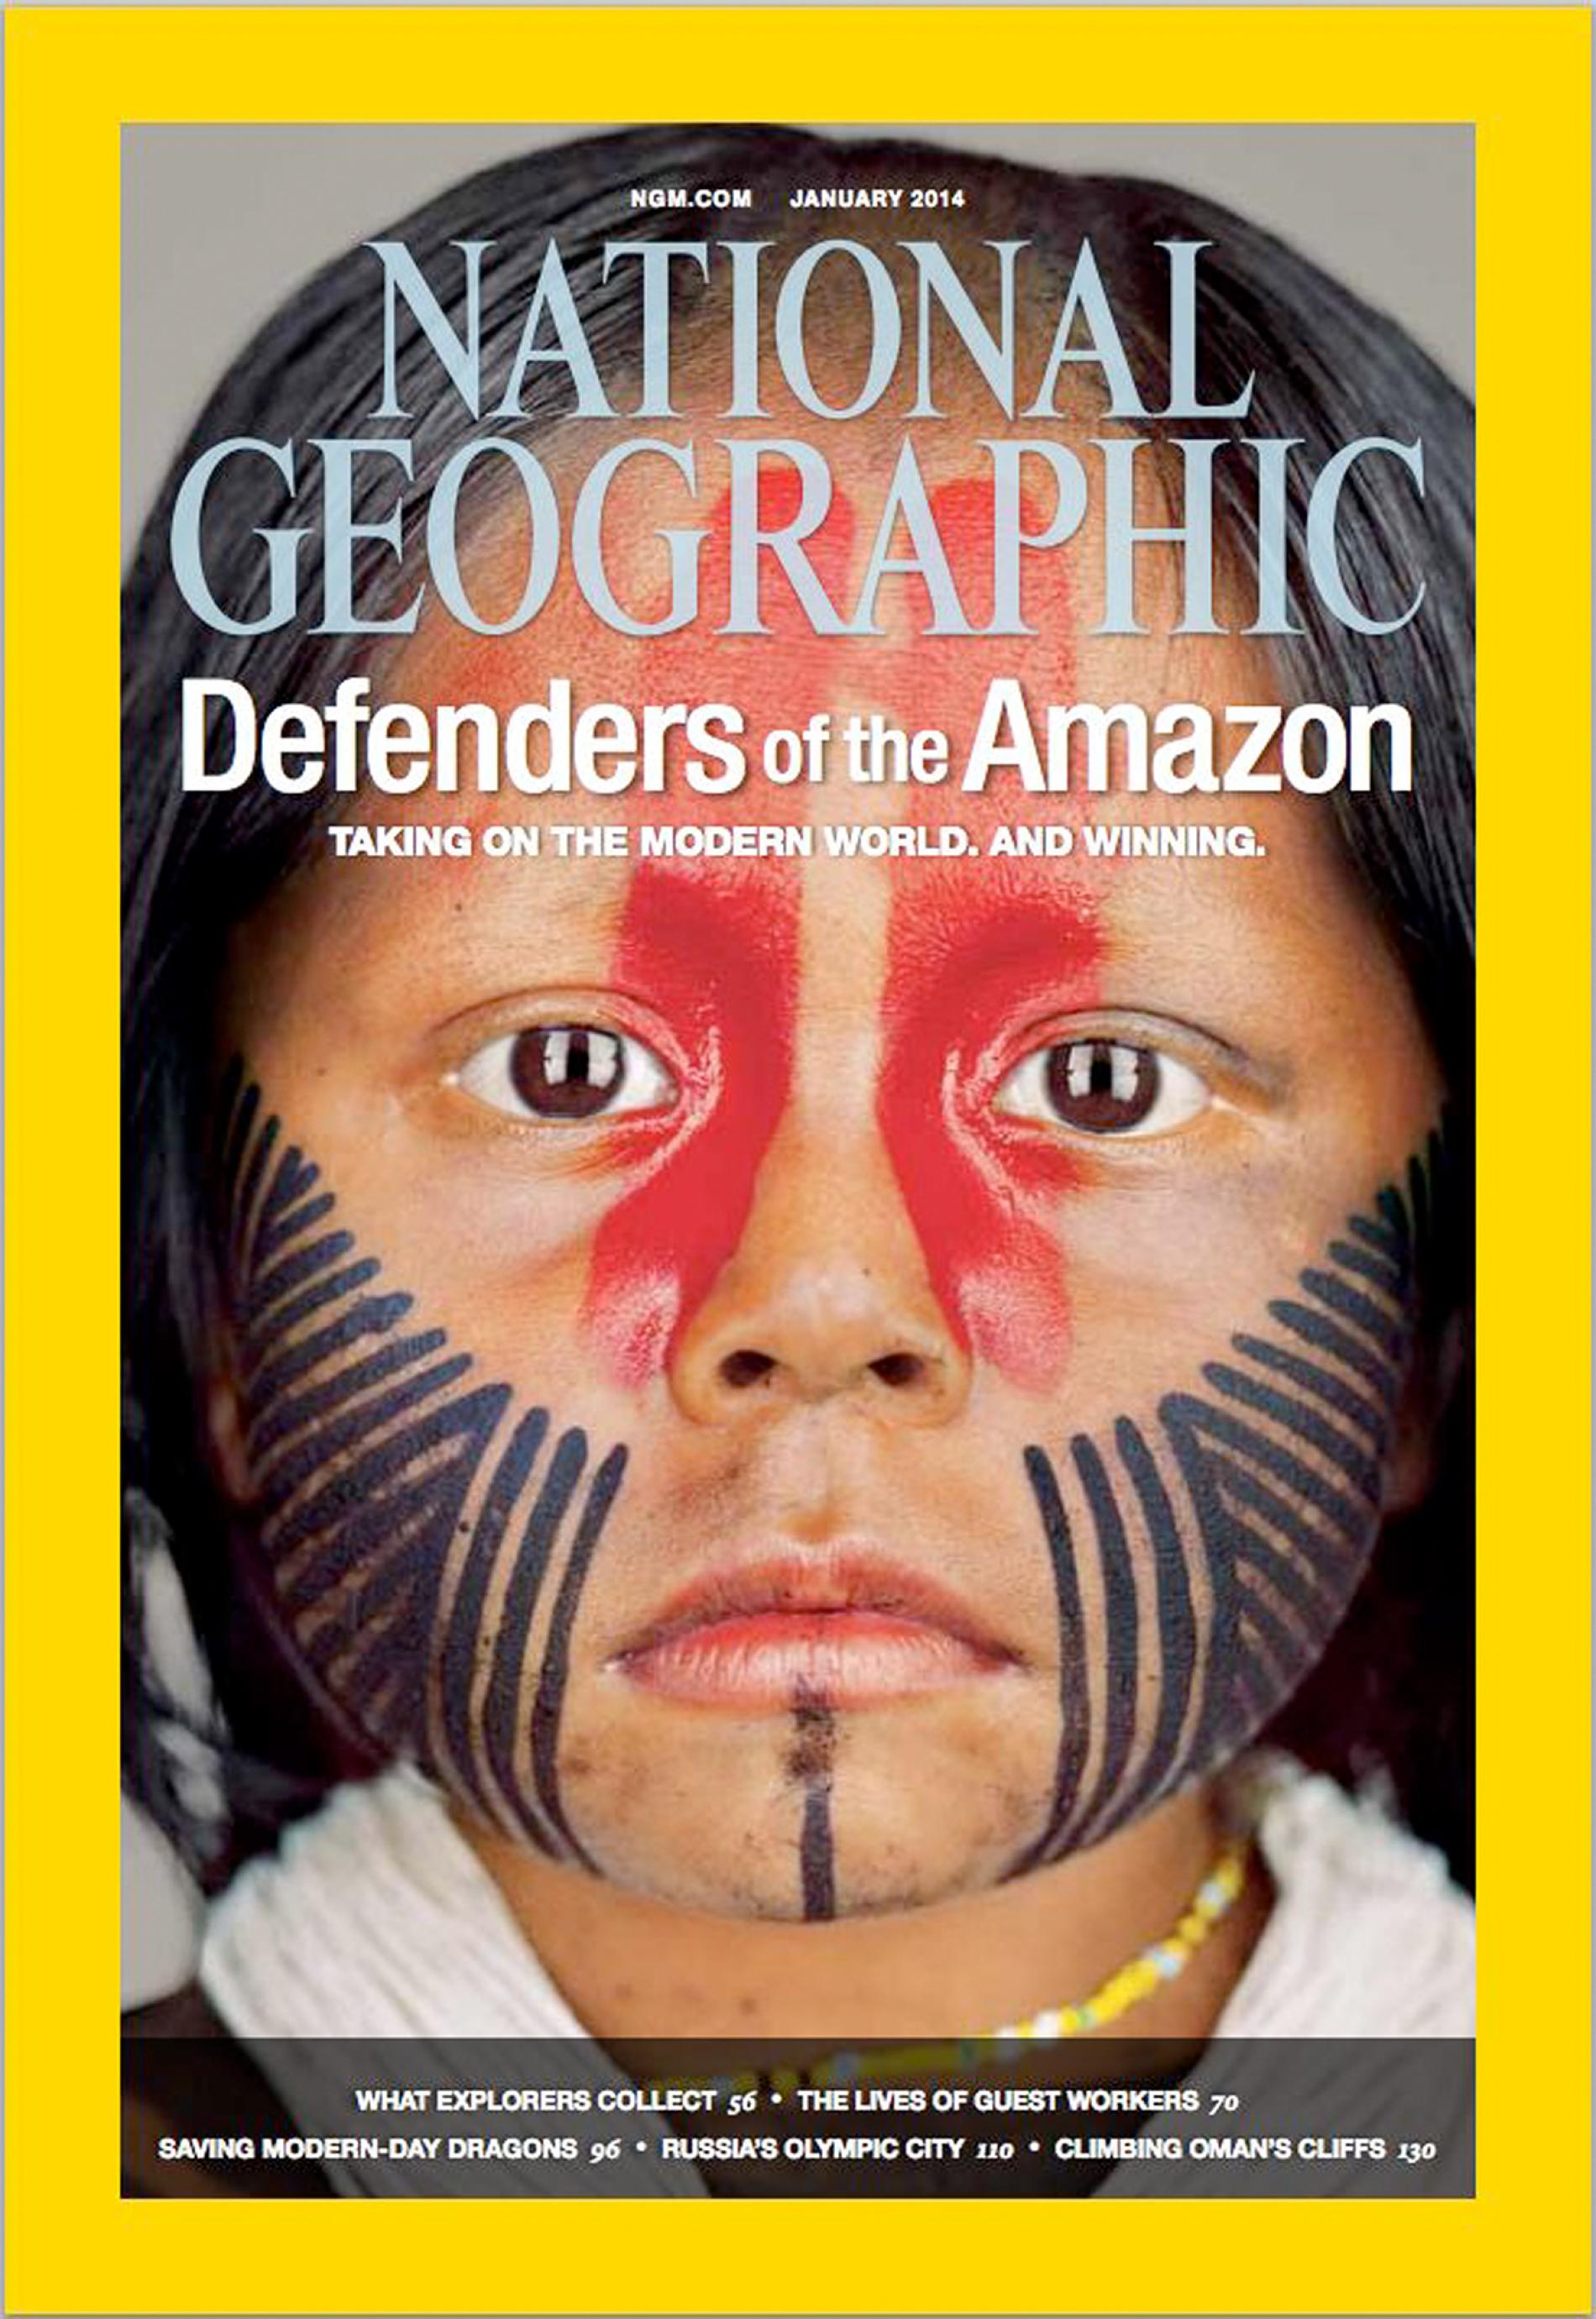 NGM.COM JANUARY 2014
NATIONAL
GEOGRAPHIC
Defenders of the Amazon
TAKING ON THE MODERN WORLD. AND WINNING.
WHAT EXPLORERS COLLECT 56 • THE LIVES OF GUEST WORKERS 70
SAVING MODERN-DAY DRAGONS 96 • RUSSIA'S OLYMPIC CITY 110 • CLIMBING OMAN'S CLIFFS 130